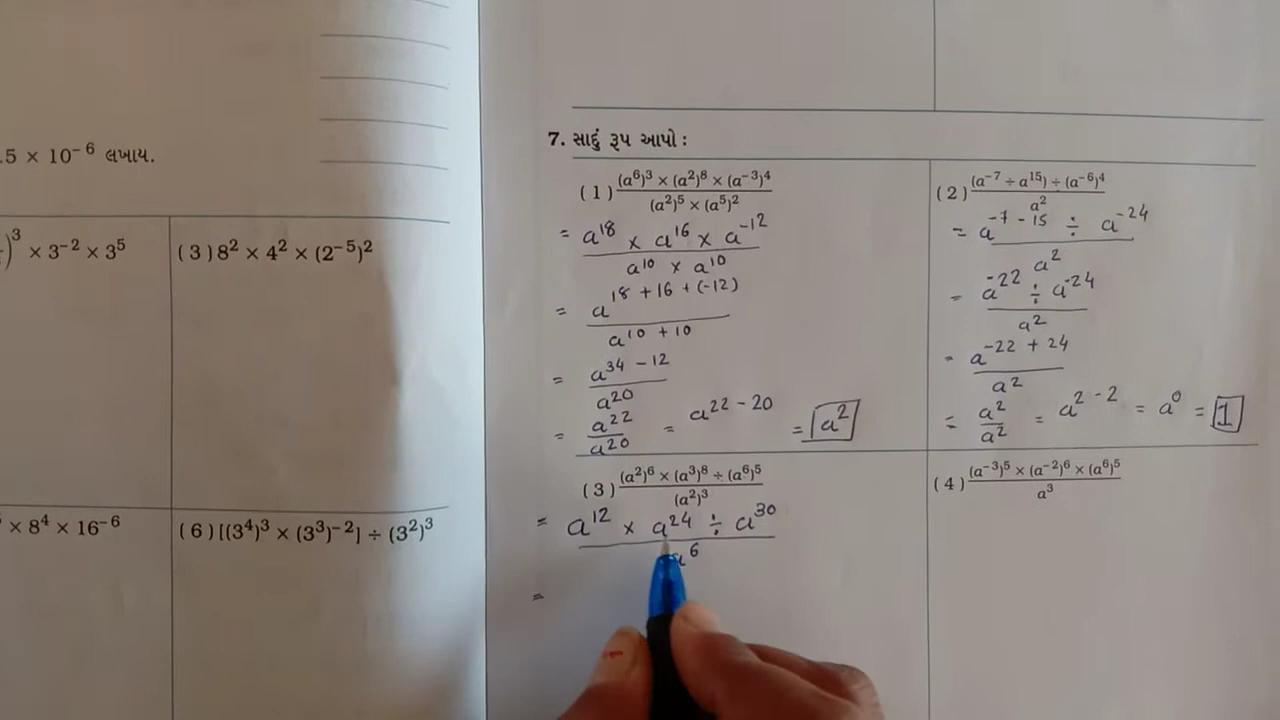 .5 × 10⁻⁶ લખાય.
)³ × 3⁻² × 3⁵
(3) 8² × 4² × (2⁻⁵)²
× 8⁴ × 16⁻⁶
(6) [(3⁴)³ × (3³)⁻²] ÷ (3²)³
7. સાદું રૂપ આપો :
(1) (a⁶)³ × (a²)⁸ × (a⁻³)⁴
(a²)⁵ × (a⁵)²
= a¹⁸ × a¹⁶ × a⁻¹²
a¹⁰ × a¹⁰
= a¹⁸ ⁺ ¹⁶ ⁺ ⁽⁻¹²⁾
a¹⁰ ⁺ ¹⁰
= a³⁴ ⁻ ¹²
a²⁰
= a²² = a²² ⁻ ²⁰ = a²
a²⁰
(2) (a⁻⁷ ÷ a¹⁵) ÷ (a⁻⁶)⁴
a²
= a⁻⁷ ⁻ ¹⁵ ÷ a⁻²⁴
a²
= a⁻²² ÷ a⁻²⁴
a²
= a⁻²² ⁺ ²⁴
a²
= a² = a² ⁻ ² = a⁰ = 1
a²
(3) (a²)⁶ × (a³)⁸ ÷ (a⁶)⁵
(a²)³
= a¹² × a²⁴ ÷ a³⁰
a⁶
=
(4) (a⁻³)⁵ × (a⁻²)⁶ × (a⁶)⁵
a³